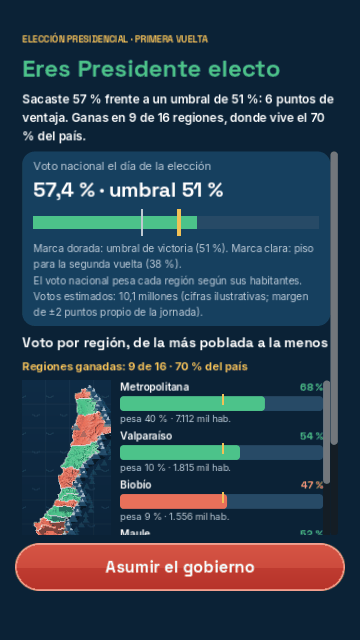 ELECCIÓN PRESIDENCIAL · PRIMERA VUELTA
Eres Presidente electo
Sacaste 57 % frente a un umbral de 51 %: 6 puntos de
ventaja. Ganas en 9 de 16 regiones, donde vive el 70
% del país.
Voto nacional el día de la elección
57,4 % · umbral 51 %
Marca dorada: umbral de victoria (51 %). Marca clara: piso
para la segunda vuelta (38 %).
El voto nacional pesa cada región según sus habitantes.
Votos estimados: 10,1 millones (cifras ilustrativas; margen
de ±2 puntos propio de la jornada).
Voto por región, de la más poblada a la menos
Regiones ganadas: 9 de 16 · 70 % del país
Metropolitana 68 %
peso 40 % · 7.112 mil hab.
Valparaíso 54 %
pesa 10 % · 1.815 mil hab.
Biobío 47 %
pesa 9 % · 1.556 mil hab.
Maule 52 %
Asumir el gobierno